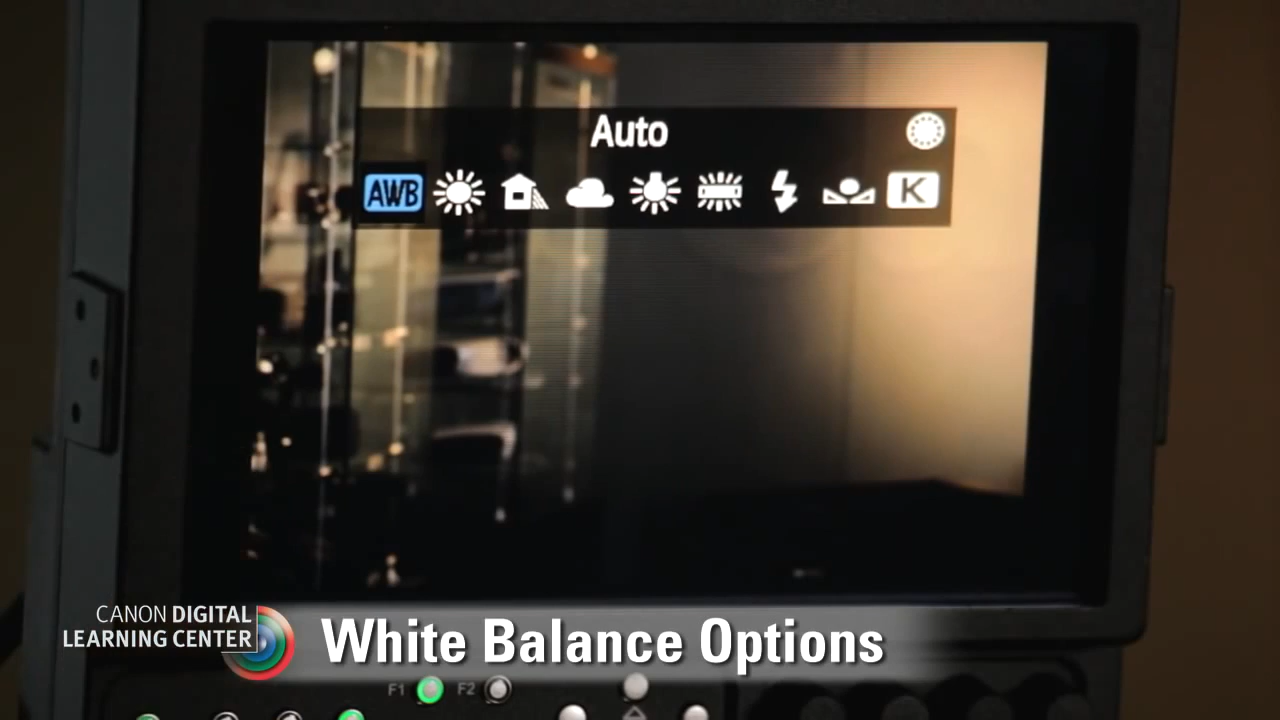 Auto
AWB
K
CANON DIGITAL
LEARNING CENTER
White Balance Options
F1 F2